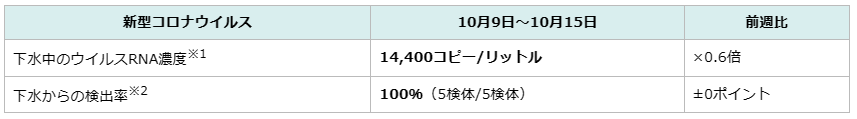 新型コロナウイルス 10月9日～10月15日 前週比
下水中のウイルスRNA濃度※1 14,400コピー/リットル ×0.6倍
下水からの検出率※2 100%（5検体/5検体） ±0ポイント